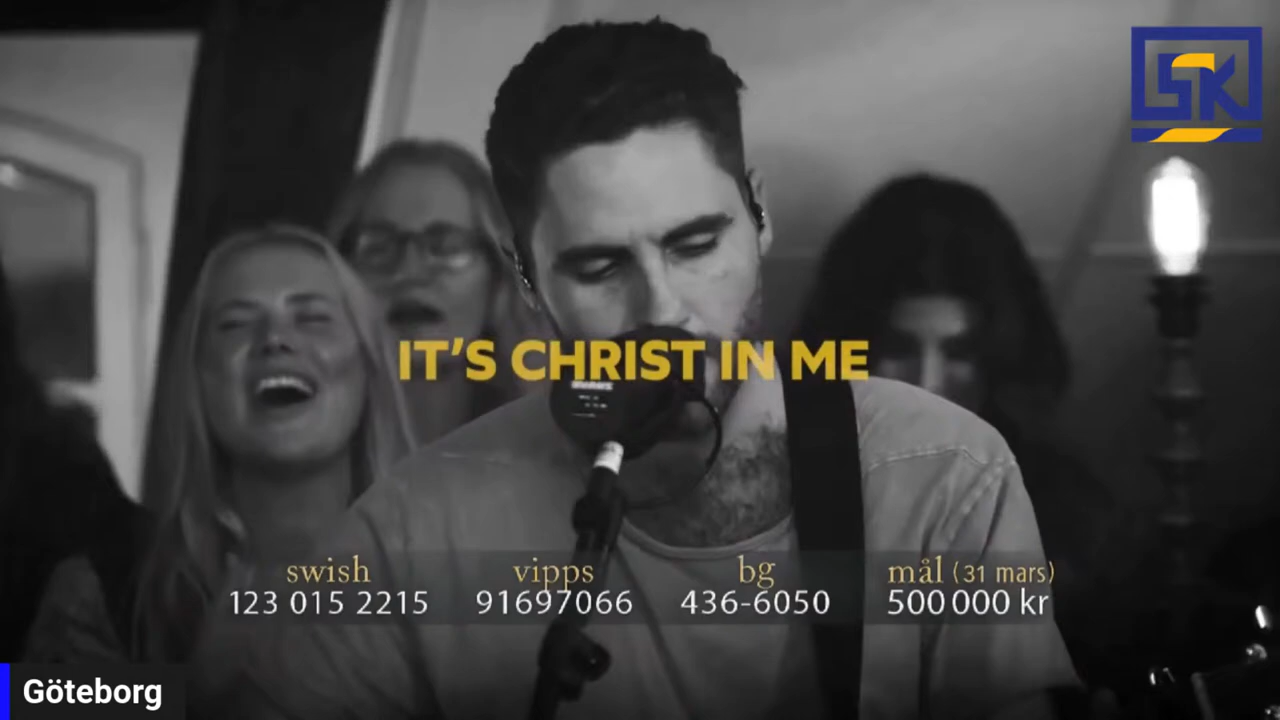 SK
IT'S CHRIST IN ME
swish vipps bg mål (31 mars)
123 015 2215 91697066 436-6050 500 000 kr
Göteborg